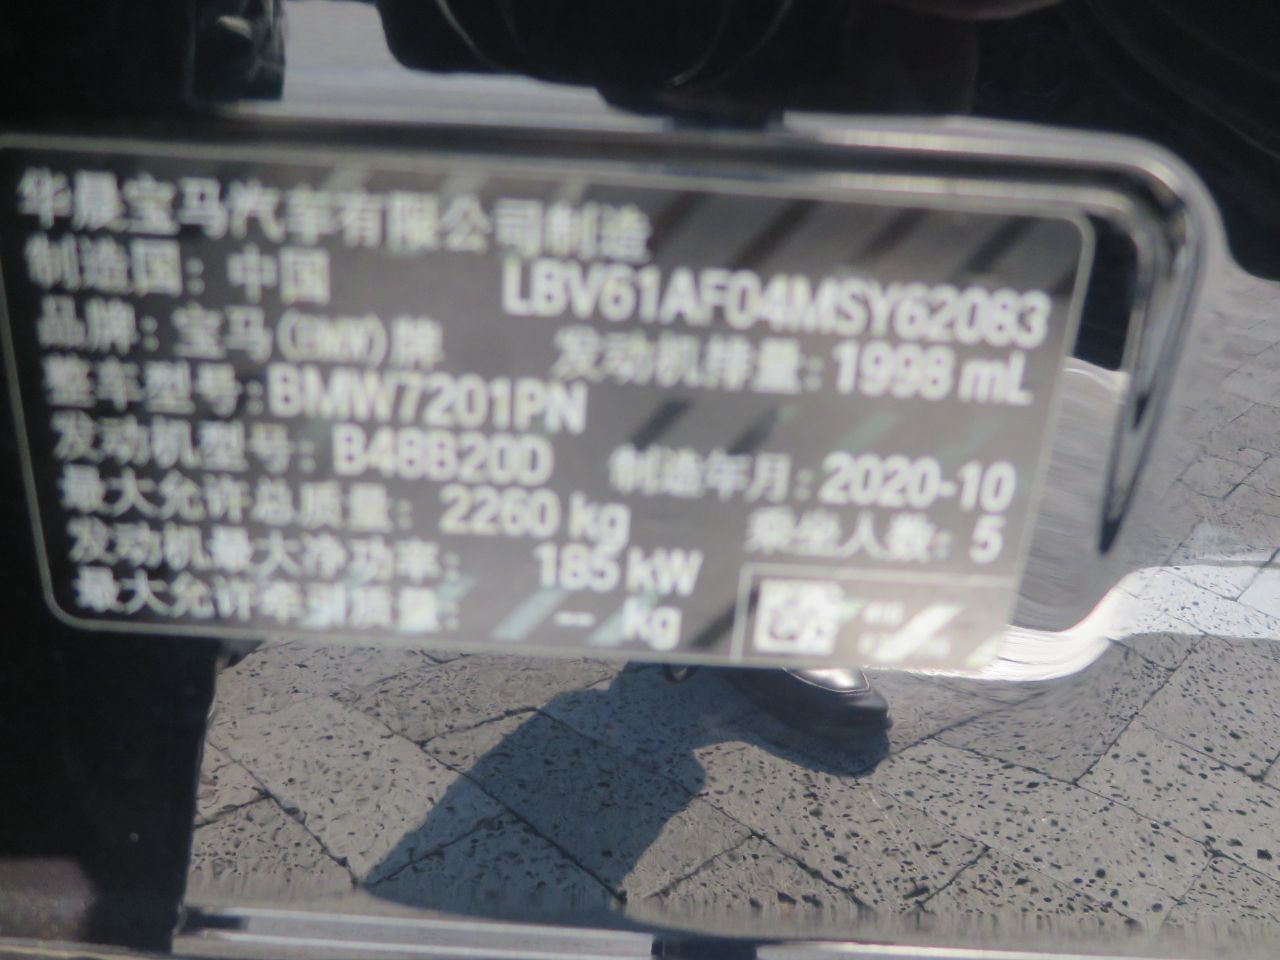 华晨宝马汽车有限公司制造
制造国：中国 LBV61AF04MSY62083
品牌：宝马(BMW)牌 发动机排量：1998 mL
整车型号：BMW7201PN
发动机型号：B48B20D 制造年月：2020-10
最大允许总质量：2260 kg 乘坐人数：5
发动机最大净功率：185 kW
最大允许牵引质量：-- kg